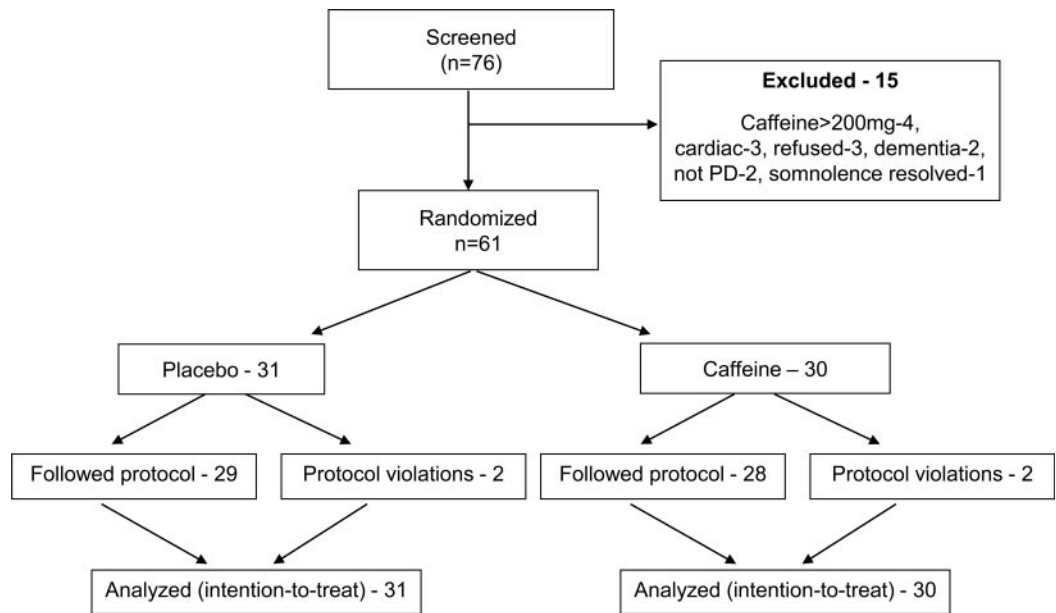 Screened
(n=76)
Excluded - 15
Caffeine>200mg-4,
cardiac-3, refused-3, dementia-2,
not PD-2, somnolence resolved-1
Randomized
n=61
Placebo - 31
Caffeine – 30
Followed protocol - 29
Protocol violations - 2
Followed protocol - 28
Protocol violations - 2
Analyzed (intention-to-treat) - 31
Analyzed (intention-to-treat) - 30